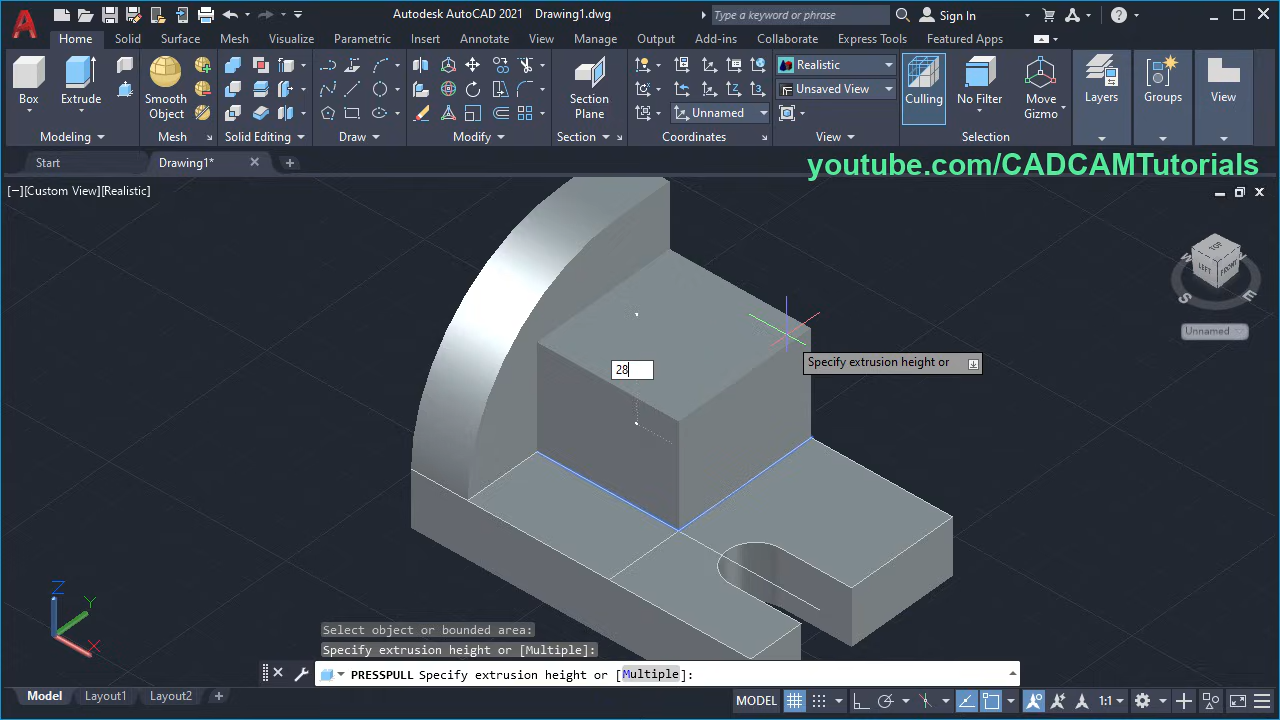 Autodesk AutoCAD 2021 Drawing1.dwg
Type a keyword or phrase
Sign In
Home Solid Surface Mesh Visualize Parametric Insert Annotate View Manage Output Add-ins Collaborate Express Tools Featured Apps
Box
Extrude
Modeling
Smooth
Object
Mesh
Solid Editing
Draw
Modify
Section
Plane
Section
Unnamed
Coordinates
Realistic
Unsaved View
View
Culling
No Filter
Move
Gizmo
Selection
Layers
Groups
View
Start
Drawing1*
youtube.com/CADCAMTutorials
[−][Custom View][Realistic]
TOP
LEFT
FRONT
W
S
Unnamed
28
Specify extrusion height or
Z
Y
X
Select object or bounded area:
Specify extrusion height or [Multiple]:
PRESSPULL Specify extrusion height or [Multiple]:
Model Layout1 Layout2
MODEL
1:1